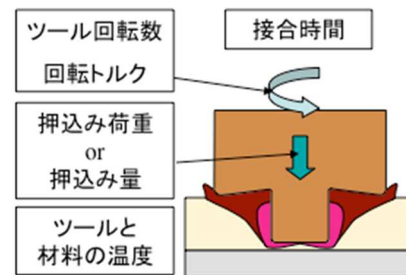 ツール回転数
回転トルク
接合時間
押込み荷重
or
押込み量
ツールと
材料の温度